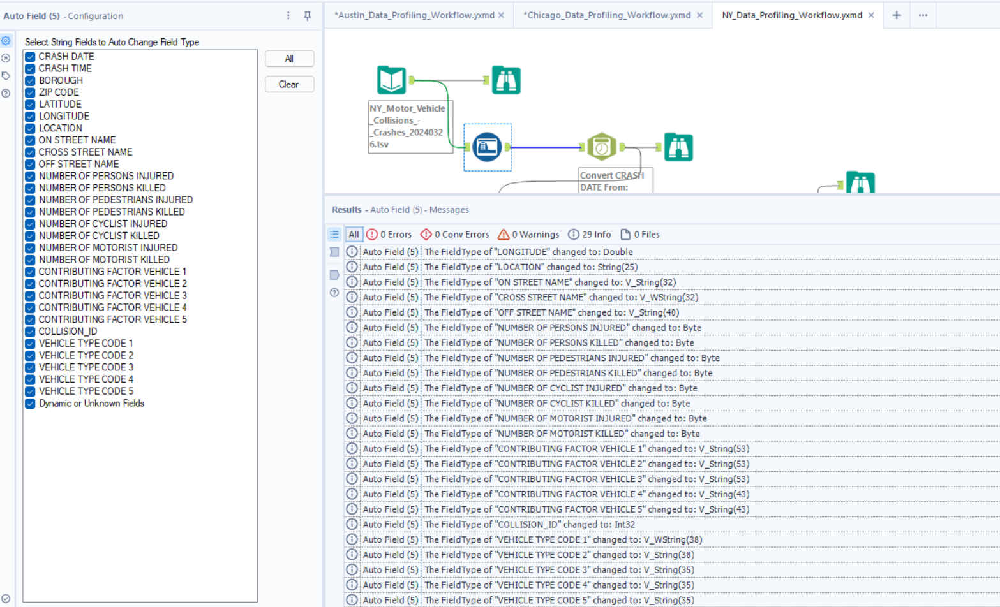 Auto Field (5) - Configuration
Select String Fields to Auto Change Field Type
CRASH DATE
CRASH TIME
BOROUGH
ZIP CODE
LATITUDE
LONGITUDE
LOCATION
ON STREET NAME
CROSS STREET NAME
OFF STREET NAME
NUMBER OF PERSONS INJURED
NUMBER OF PERSONS KILLED
NUMBER OF PEDESTRIANS INJURED
NUMBER OF PEDESTRIANS KILLED
NUMBER OF CYCLIST INJURED
NUMBER OF CYCLIST KILLED
NUMBER OF MOTORIST INJURED
NUMBER OF MOTORIST KILLED
CONTRIBUTING FACTOR VEHICLE 1
CONTRIBUTING FACTOR VEHICLE 2
CONTRIBUTING FACTOR VEHICLE 3
CONTRIBUTING FACTOR VEHICLE 4
CONTRIBUTING FACTOR VEHICLE 5
COLLISION_ID
VEHICLE TYPE CODE 1
VEHICLE TYPE CODE 2
VEHICLE TYPE CODE 3
VEHICLE TYPE CODE 4
VEHICLE TYPE CODE 5
Dynamic or Unknown Fields
All
Clear
*Austin_Data_Profiling_Workflow.yxmd
*Chicago_Data_Profiling_Workflow.yxmd
NY_Data_Profiling_Workflow.yxmd
NY_Motor_Vehicle
_Collisions_-
_Crashes_2024032
6.tsv
Convert CRASH
DATE From:
Results - Auto Field (5) - Messages
All 0 Errors 0 Conv Errors 0 Warnings 29 Info 0 Files
Auto Field (5) The FieldType of "LONGITUDE" changed to: Double
Auto Field (5) The FieldType of "LOCATION" changed to: String(25)
Auto Field (5) The FieldType of "ON STREET NAME" changed to: V_String(32)
Auto Field (5) The FieldType of "CROSS STREET NAME" changed to: V_WString(32)
Auto Field (5) The FieldType of "OFF STREET NAME" changed to: V_String(40)
Auto Field (5) The FieldType of "NUMBER OF PERSONS INJURED" changed to: Byte
Auto Field (5) The FieldType of "NUMBER OF PERSONS KILLED" changed to: Byte
Auto Field (5) The FieldType of "NUMBER OF PEDESTRIANS INJURED" changed to: Byte
Auto Field (5) The FieldType of "NUMBER OF PEDESTRIANS KILLED" changed to: Byte
Auto Field (5) The FieldType of "NUMBER OF CYCLIST INJURED" changed to: Byte
Auto Field (5) The FieldType of "NUMBER OF CYCLIST KILLED" changed to: Byte
Auto Field (5) The FieldType of "NUMBER OF MOTORIST INJURED" changed to: Byte
Auto Field (5) The FieldType of "NUMBER OF MOTORIST KILLED" changed to: Byte
Auto Field (5) The FieldType of "CONTRIBUTING FACTOR VEHICLE 1" changed to: V_String(53)
Auto Field (5) The FieldType of "CONTRIBUTING FACTOR VEHICLE 2" changed to: V_String(53)
Auto Field (5) The FieldType of "CONTRIBUTING FACTOR VEHICLE 3" changed to: V_String(53)
Auto Field (5) The FieldType of "CONTRIBUTING FACTOR VEHICLE 4" changed to: V_String(43)
Auto Field (5) The FieldType of "CONTRIBUTING FACTOR VEHICLE 5" changed to: V_String(43)
Auto Field (5) The FieldType of "COLLISION_ID" changed to: Int32
Auto Field (5) The FieldType of "VEHICLE TYPE CODE 1" changed to: V_WString(38)
Auto Field (5) The FieldType of "VEHICLE TYPE CODE 2" changed to: V_String(38)
Auto Field (5) The FieldType of "VEHICLE TYPE CODE 3" changed to: V_String(35)
Auto Field (5) The FieldType of "VEHICLE TYPE CODE 4" changed to: V_String(35)
Auto Field (5) The FieldType of "VEHICLE TYPE CODE 5" changed to: V_String(35)